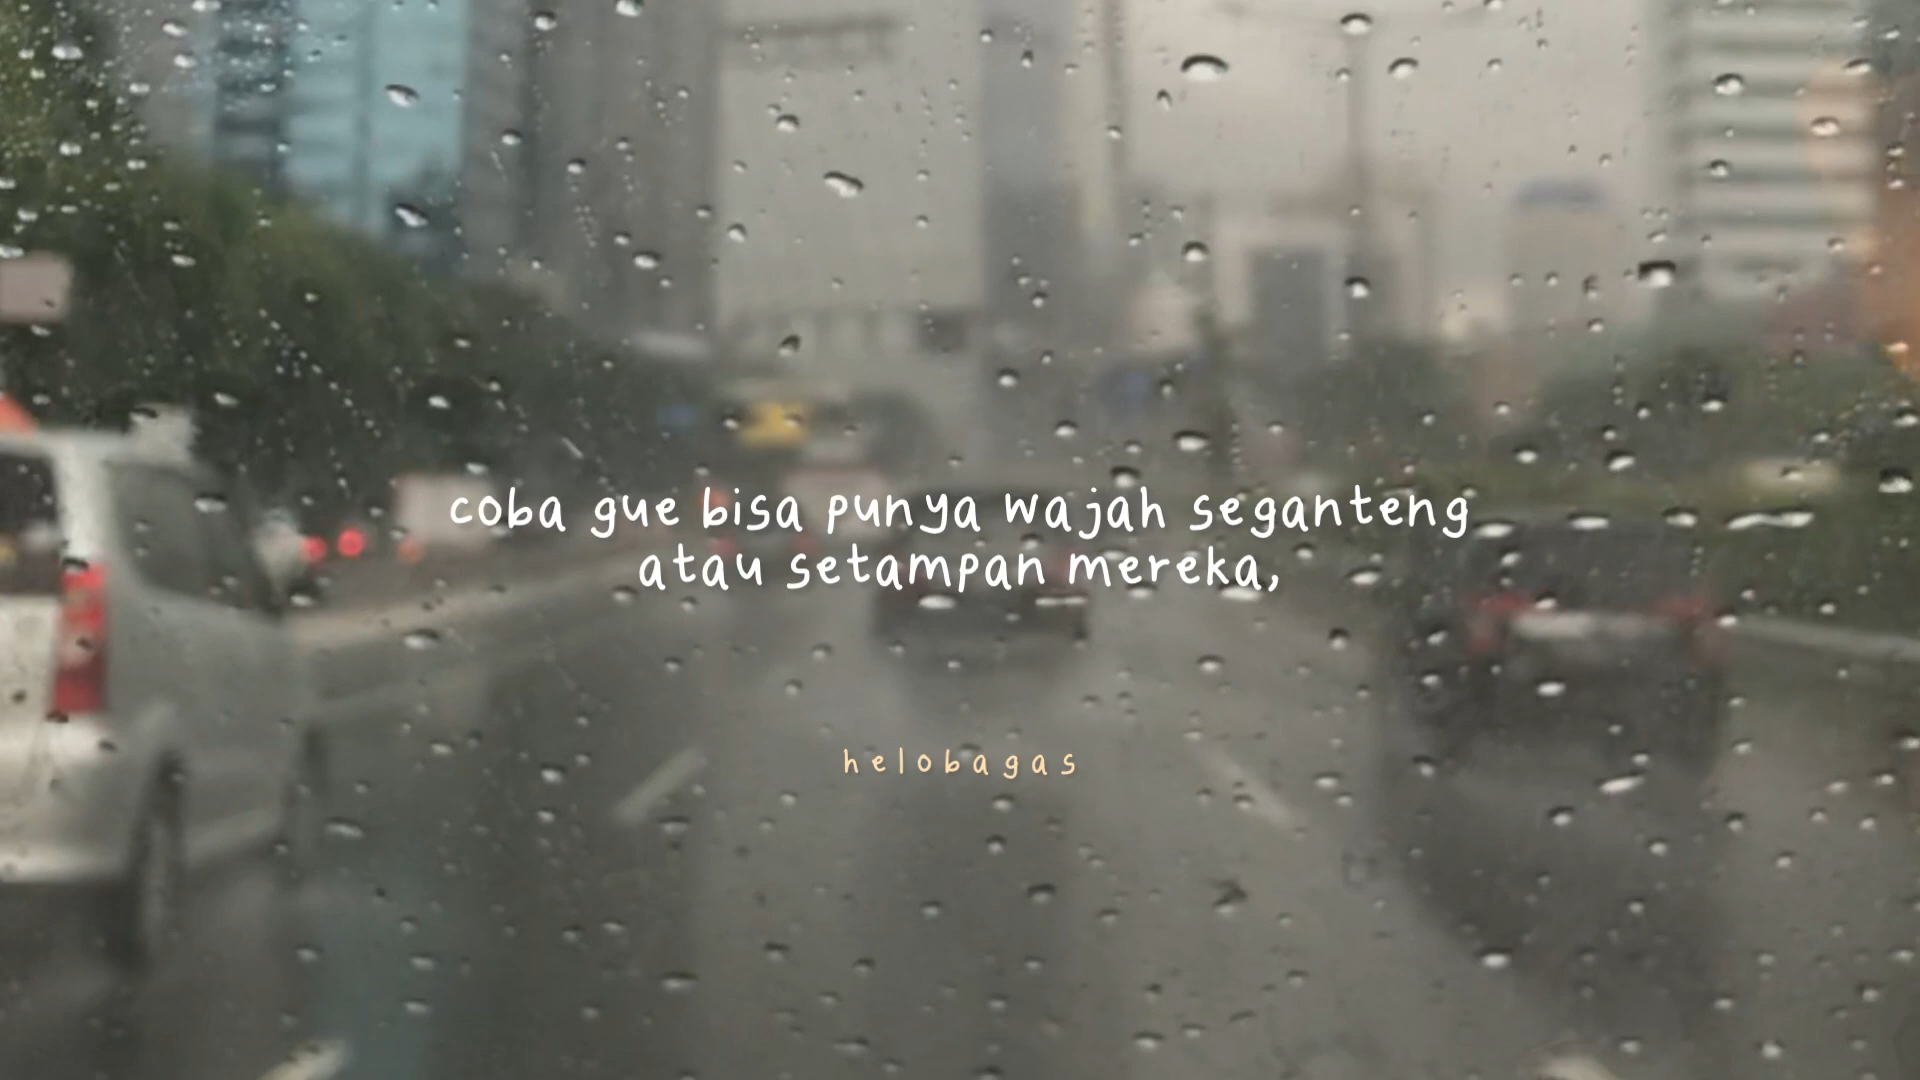 coba gue bisa punya wajah seganteng
atau setampan mereka,
helobagas